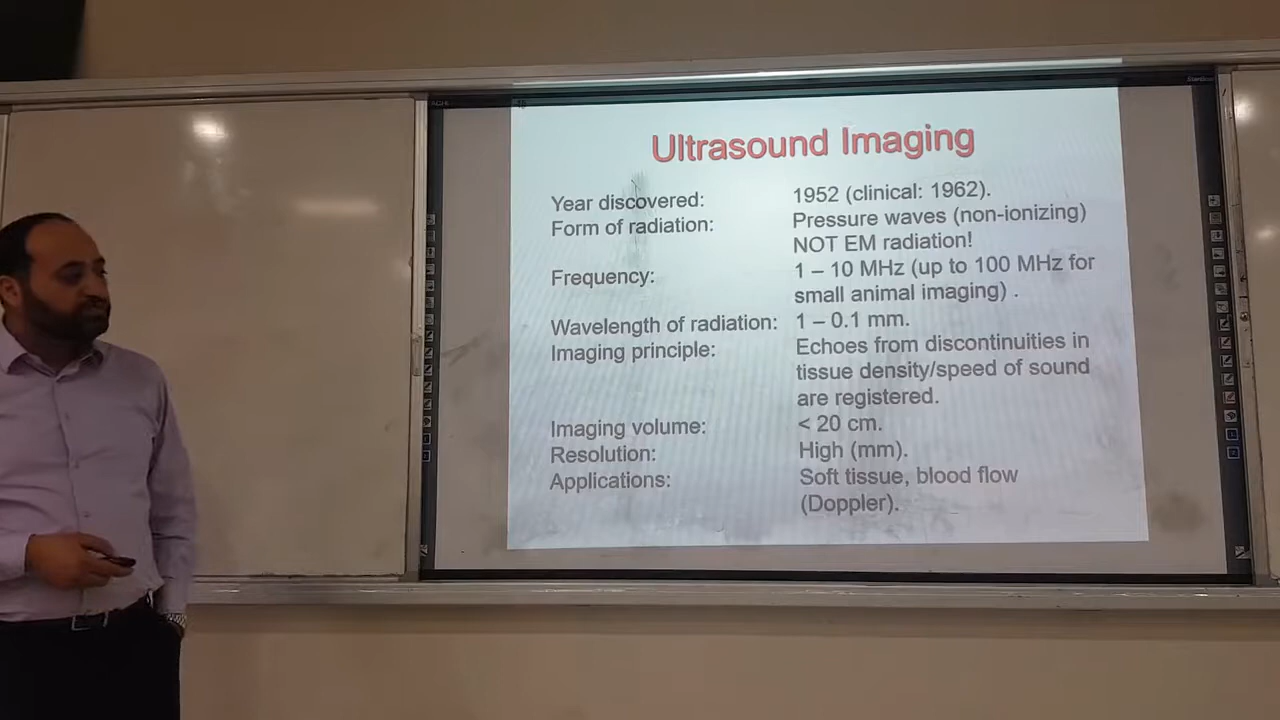 Ultrasound Imaging
Year discovered: 1952 (clinical: 1962).
Form of radiation: Pressure waves (non-ionizing)
NOT EM radiation!
Frequency: 1 – 10 MHz (up to 100 MHz for
small animal imaging) .
Wavelength of radiation: 1 – 0.1 mm.
Imaging principle: Echoes from discontinuities in
tissue density/speed of sound
are registered.
Imaging volume: < 20 cm.
Resolution: High (mm).
Applications: Soft tissue, blood flow
(Doppler).